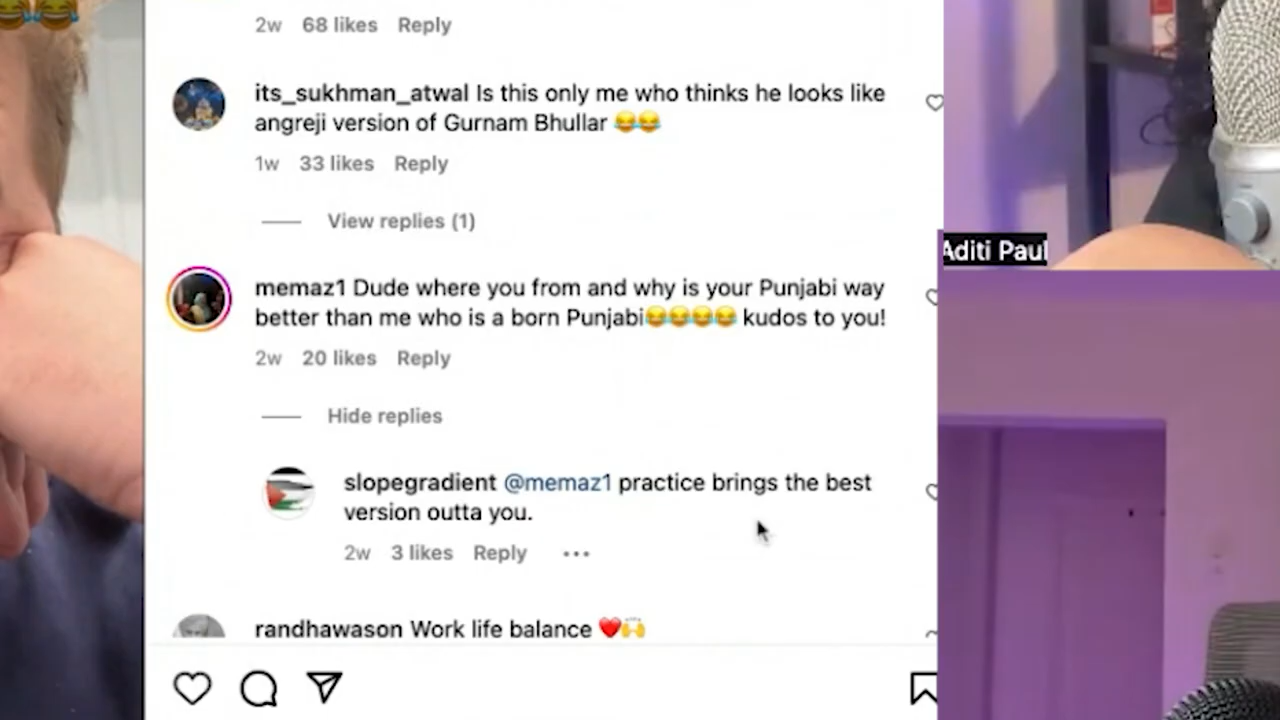 2w 68 likes Reply
its_sukhman_atwal Is this only me who thinks he looks like
angreji version of Gurnam Bhullar 😂😂
1w 33 likes Reply
View replies (1)
memaz1 Dude where you from and why is your Punjabi way
better than me who is a born Punjabi😂😂😂😂 kudos to you!
2w 20 likes Reply
Hide replies
slopegradient @memaz1 practice brings the best
version outta you.
2w 3 likes Reply
randhawason Work life balance ❤️🙌
Aditi Paul